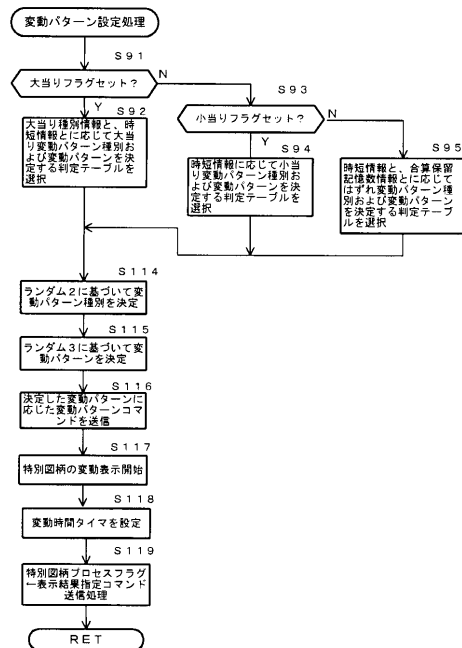 変動パターン設定処理
S91
大当りフラグセット?
N
Y
S92
大当り種別情報と、時
短情報とに応じて大当
り変動パターン種別お
よび変動パターンを決
定する判定テーブルを
選択
S93
小当りフラグセット?
N
Y
S94
時短情報に応じて小当
り変動パターン種別お
よび変動パターンを決
定する判定テーブルを
選択
S95
時短情報と、合算保留
記憶数情報とに応じて
はずれ変動パターン種
別および変動パターン
を決定する判定テーブ
ルを選択
S114
ランダム2に基づいて変
動パターン種別を決定
S115
ランダム3に基づいて変
動パターンを決定
S116
決定した変動パターンに
応じた変動パターンコマ
ンドを送信
S117
特別図柄の変動表示開始
S118
変動時間タイマを設定
S119
特別図柄プロセスフラグ
←表示結果指定コマンド
送信処理
RET